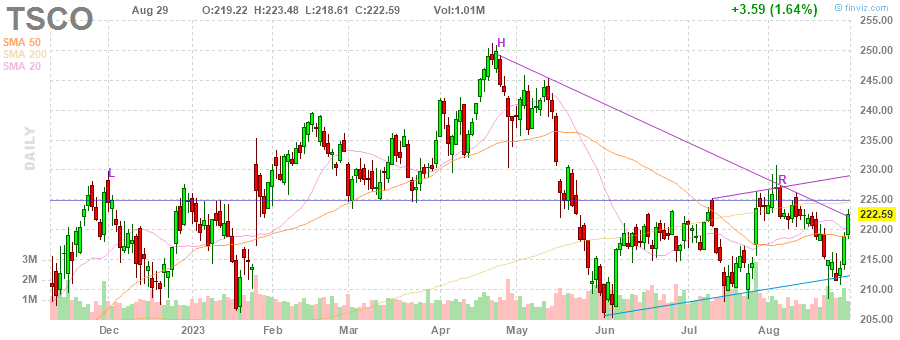 TSCO
Aug 29 O:219.22 H:223.48 L:218.61 C:222.59 Vol:1.01M +3.59 (1.64%) © finviz.com
SMA 50
SMA 200
SMA 20
DAILY
H
L
R
255.00
250.00
245.00
240.00
235.00
230.00
225.00
222.59
220.00
215.00
210.00
205.00
3M
2M
1M
Dec 2023 Feb Mar Apr May Jun Jul Aug